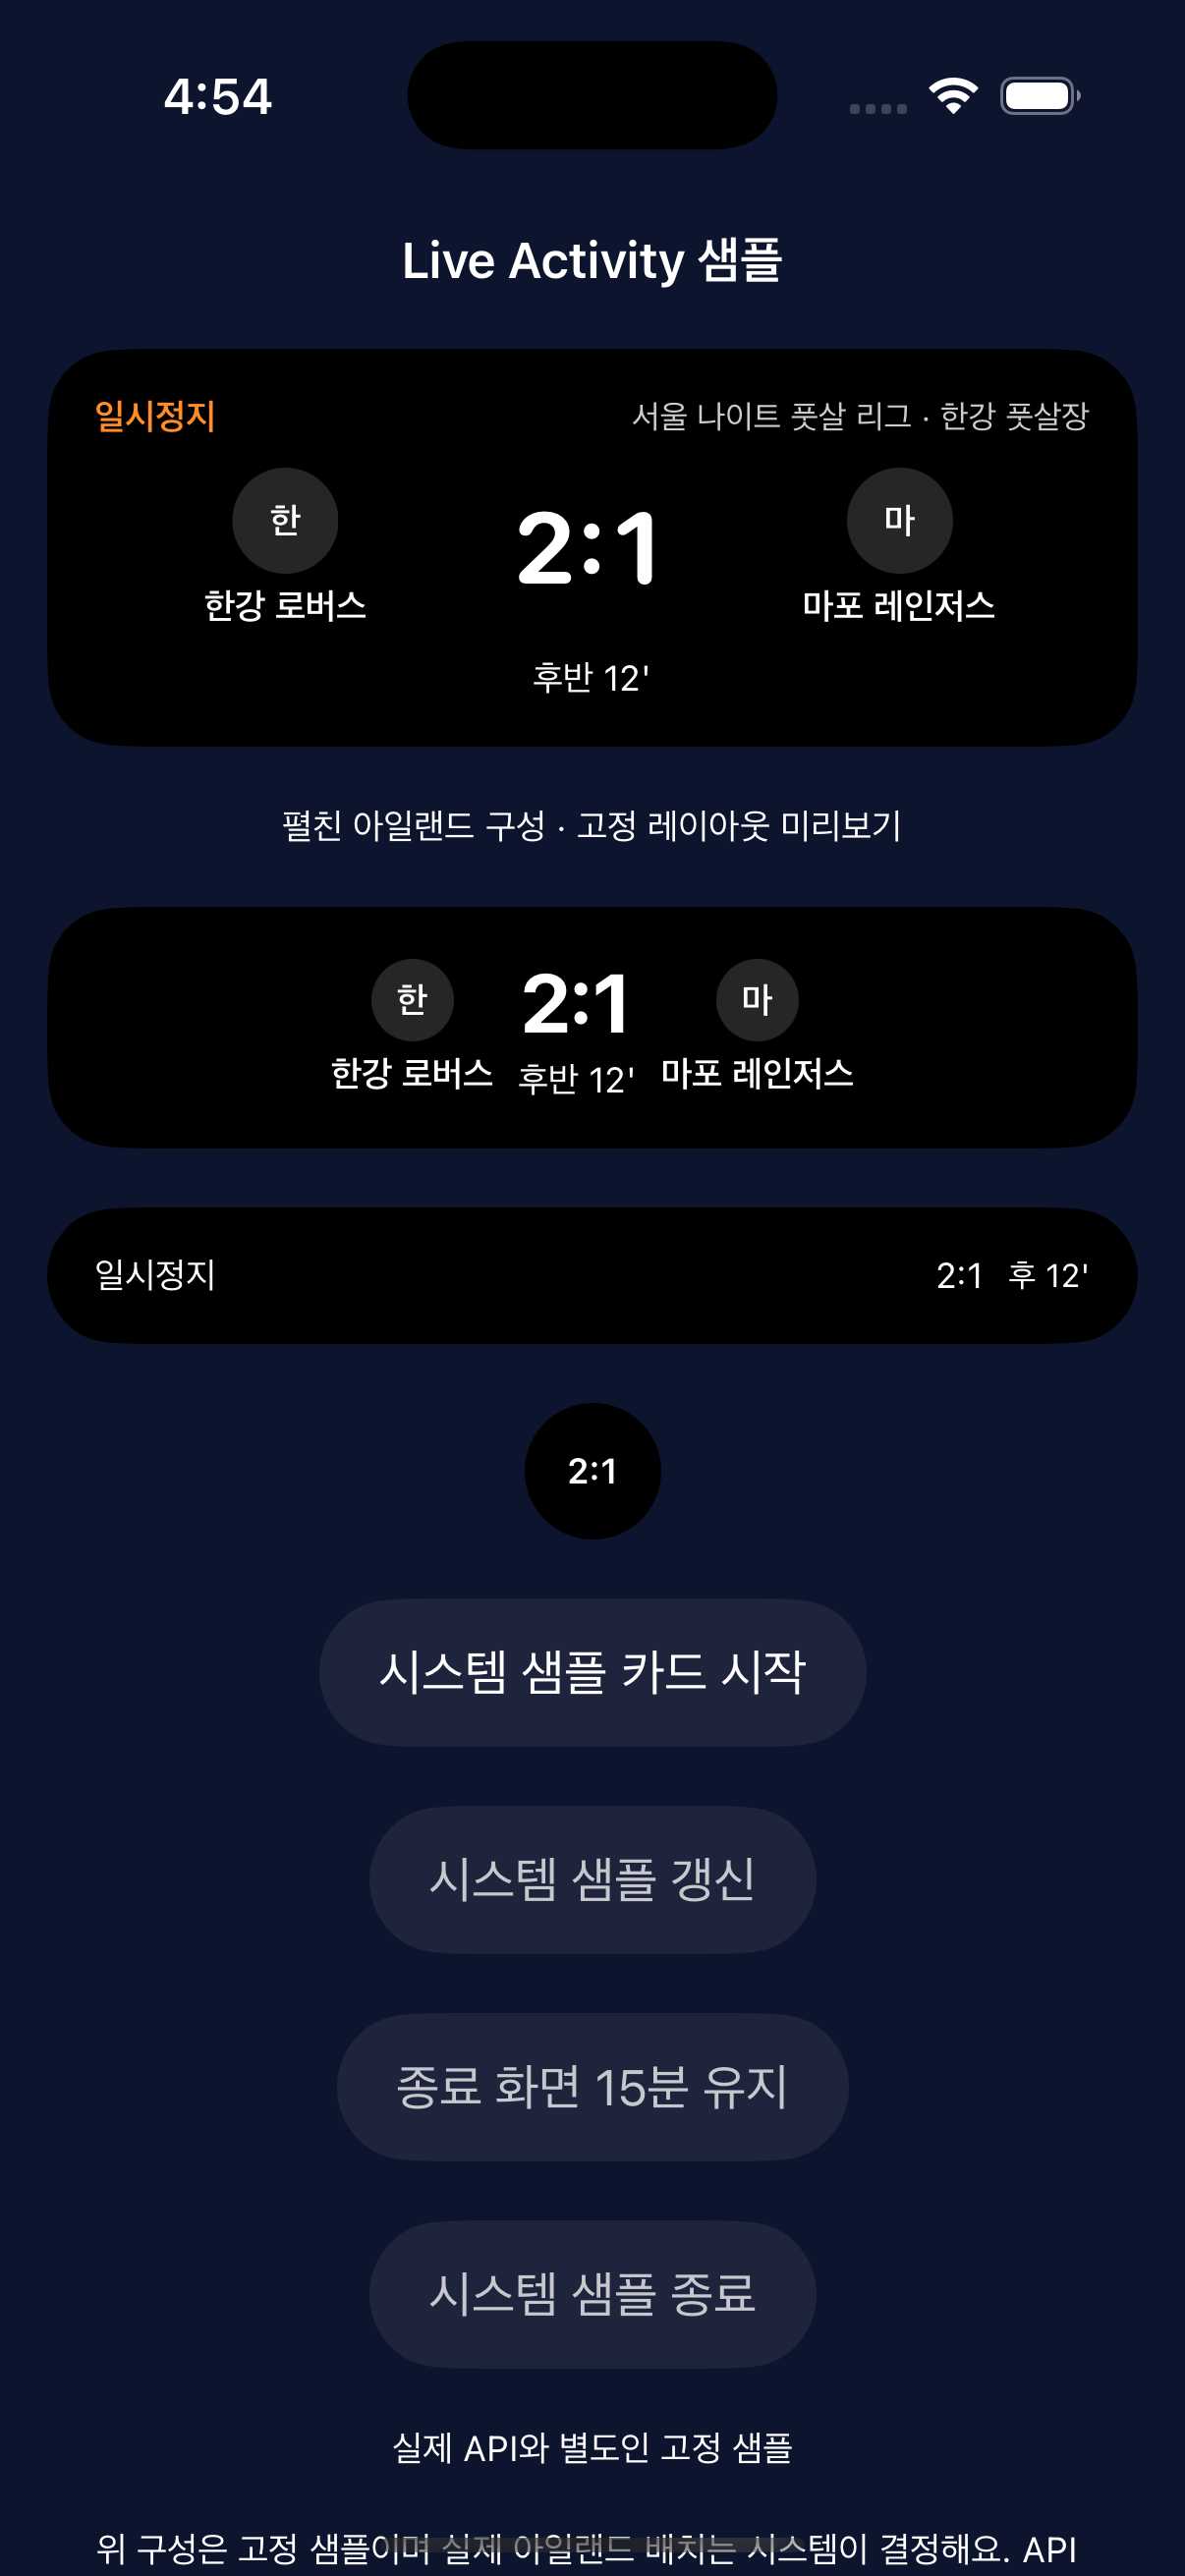 4:54
Live Activity 샘플
일시정지 서울 나이트 풋살 리그 · 한강 풋살장
한 2:1 마
한강 로버스 마포 레인저스
후반 12'
펼친 아일랜드 구성 · 고정 레이아웃 미리보기
한 2:1 마
한강 로버스 후반 12' 마포 레인저스
일시정지 2:1 후 12'
2:1
시스템 샘플 카드 시작
시스템 샘플 갱신
종료 화면 15분 유지
시스템 샘플 종료
실제 API와 별도인 고정 샘플
위 구성은 고정 샘플이며 실제 아일랜드 배치는 시스템이 결정해요. API